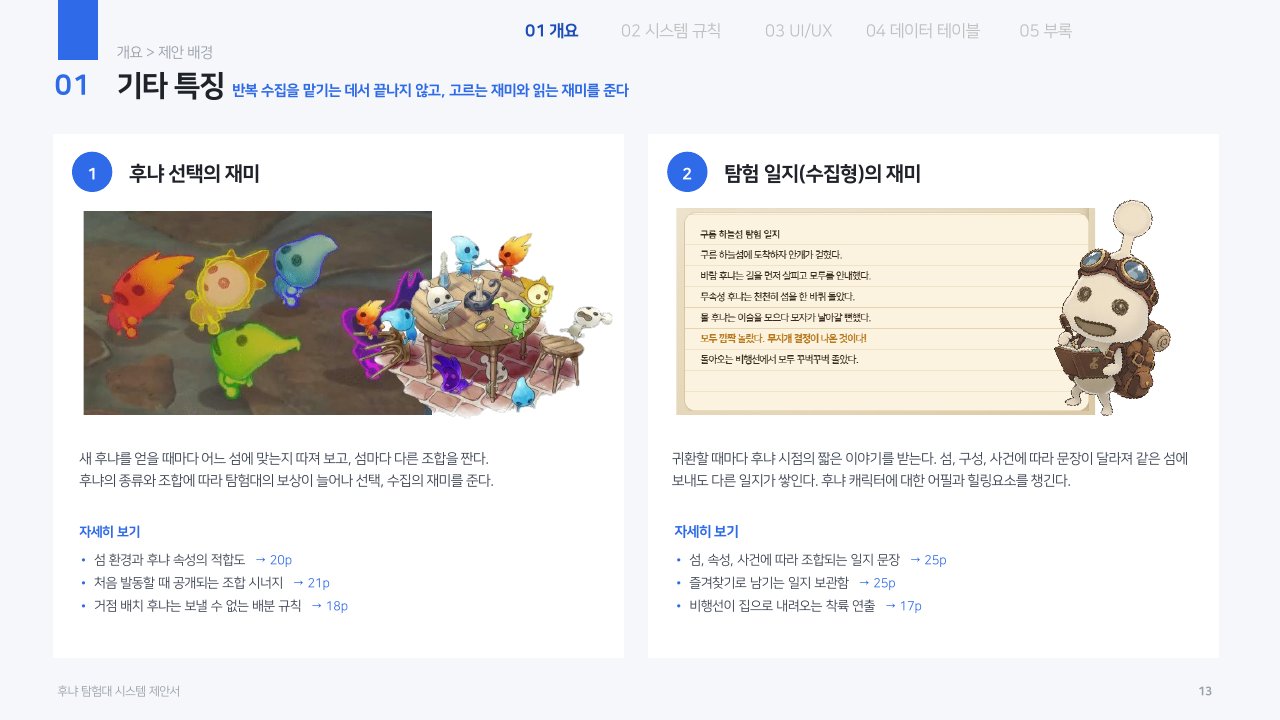 01 개요
02 시스템 규칙
03 UI/UX
04 데이터 테이블
05 부록
개요 > 제안 배경
01 기타 특징 반복 수집을 맡기는 데서 끝나지 않고, 고르는 재미와 읽는 재미를 준다
1 후냐 선택의 재미
새 후냐를 얻을 때마다 어느 섬에 맞는지 따져 보고, 섬마다 다른 조합을 짠다.
후냐의 종류와 조합에 따라 탐험대의 보상이 늘어나 선택, 수집의 재미를 준다.
자세히 보기
• 섬 환경과 후냐 속성의 적합도 → 20p
• 처음 발동할 때 공개되는 조합 시너지 → 21p
• 거점 배치 후냐는 보낼 수 없는 배분 규칙 → 18p
2 탐험 일지(수집형)의 재미
구름 하늘섬 탐험 일지
구름 하늘섬에 도착하자 안개가 걷혔다.
바람 후냐는 길을 먼저 살피고 모두를 안내했다.
무속성 후냐는 천천히 섬을 한 바퀴 돌았다.
물 후냐는 이슬을 모으다 모자가 날아갈 뻔했다.
모두 깜짝 놀랐다. 무지개 결정이 나온 것이다!
돌아오는 비행선에서 모두 꾸벅꾸벅 졸았다.
귀환할 때마다 후냐 시점의 짧은 이야기를 받는다. 섬, 구성, 사건에 따라 문장이 달라져 같은 섬에
보내도 다른 일지가 쌓인다. 후냐 캐릭터에 대한 어필과 힐링요소를 챙긴다.
자세히 보기
• 섬, 속성, 사건에 따라 조합되는 일지 문장 → 25p
• 즐겨찾기로 남기는 일지 보관함 → 25p
• 비행선이 집으로 내려오는 착륙 연출 → 17p
후냐 탐험대 시스템 제안서
13